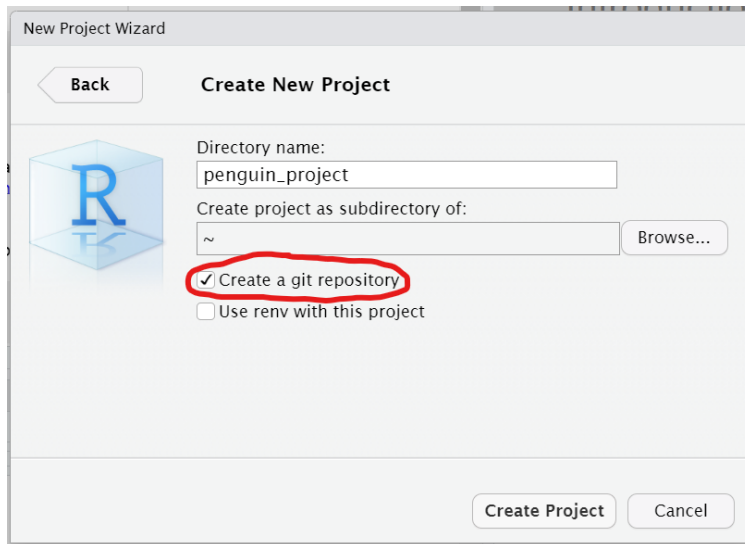 New Project Wizard
Back
Create New Project
R
Directory name:
penguin_project
Create project as subdirectory of:
~
Browse...
Create a git repository
Use renv with this project
Create Project
Cancel